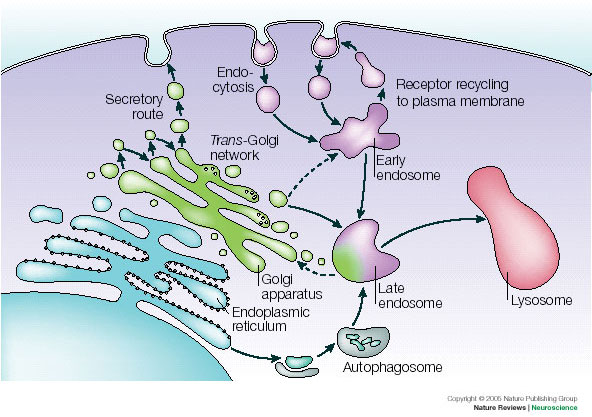 Endo-
cytosis
Receptor recycling
to plasma membrane
Secretory
route
Trans-Golgi
network
Early
endosome
Golgi
apparatus
Endoplasmic
reticulum
Late
endosome
Lysosome
Autophagosome
Copyright © 2005 Nature Publishing Group
Nature Reviews | Neuroscience